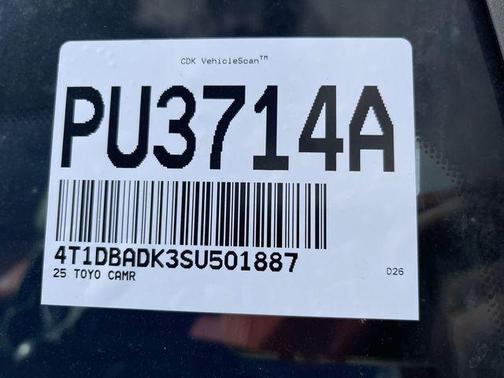 CDK VehicleScan™
PU3714A
4T1DBADK3SU501887
25 TOYO CAMR
D26